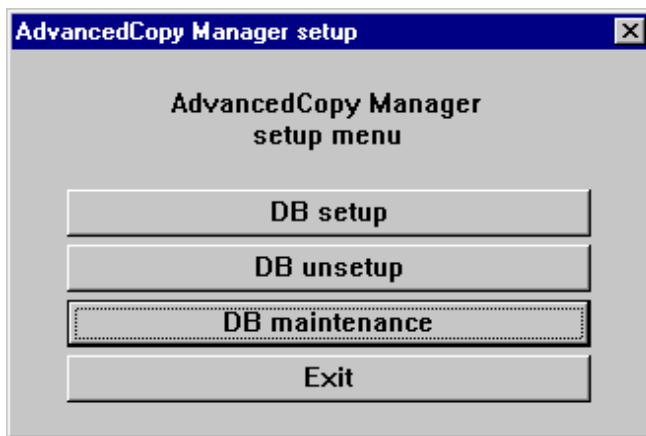 AdvancedCopy Manager setup
AdvancedCopy Manager
setup menu
DB setup
DB unsetup
DB maintenance
Exit